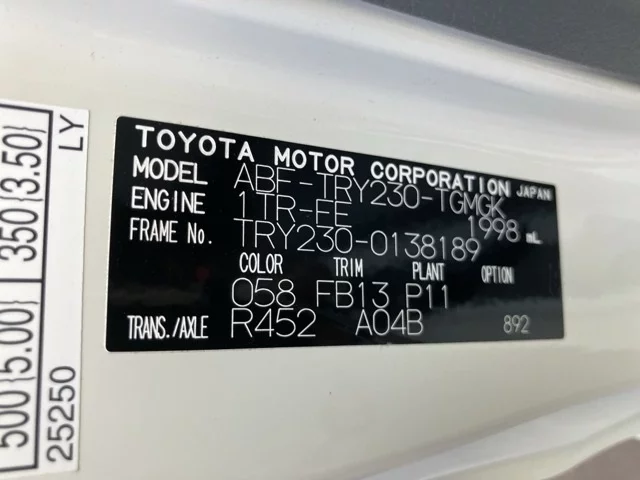 TOYOTA MOTOR CORPORATION JAPAN
MODEL ABF-TRY230-TGMGK
ENGINE 1TR-FE 1998 mL
FRAME No. TRY230-0138189
COLOR TRIM PLANT OPTION
058 FB13 P11
TRANS./AXLE R452 A04B 892
500(5.00) 350(3.50)
25250 LY